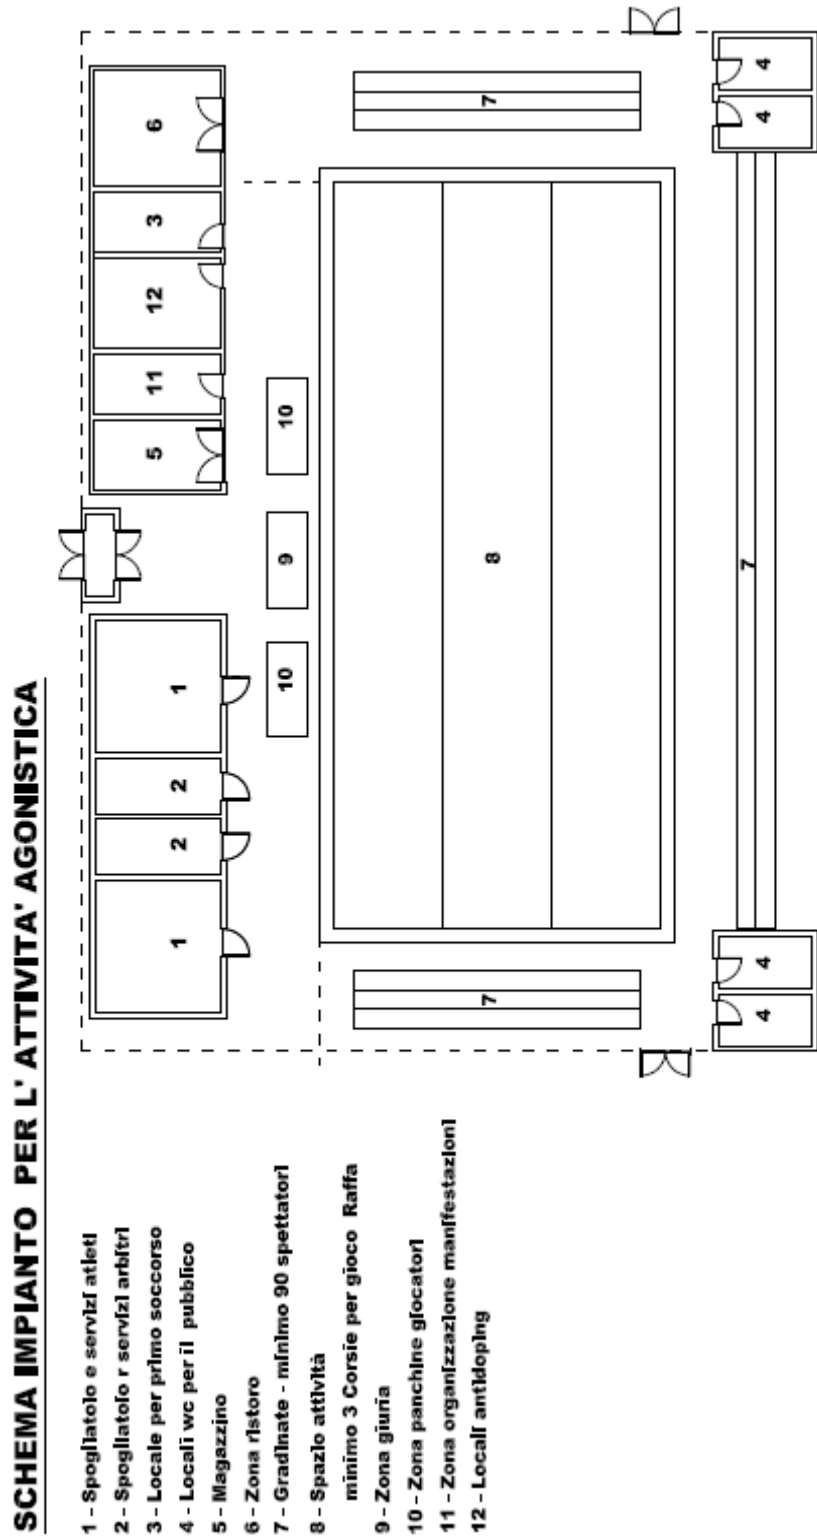 SCHEMA IMPIANTO PER L' ATTIVITA' AGONISTICA
1 - Spogliatoio e servizi atleti
2 - Spogliatoio r servizi arbitri
3 - Locale per primo soccorso
4 - Locali wc per il pubblico
5 - Magazzino
6 - Zona ristoro
7 - Gradinate - minimo 90 spettatori
8 - Spazio attività
minimo 3 Corsie per gioco Raffa
9 - Zona giuria
10 - Zona panchine giocatori
11 - Zona organizzazione manifestazioni
12 - Locali antidoping
1 2 2 1 5 11 12 3 6
10 9 10
7 8 7
7
4 4 4 4